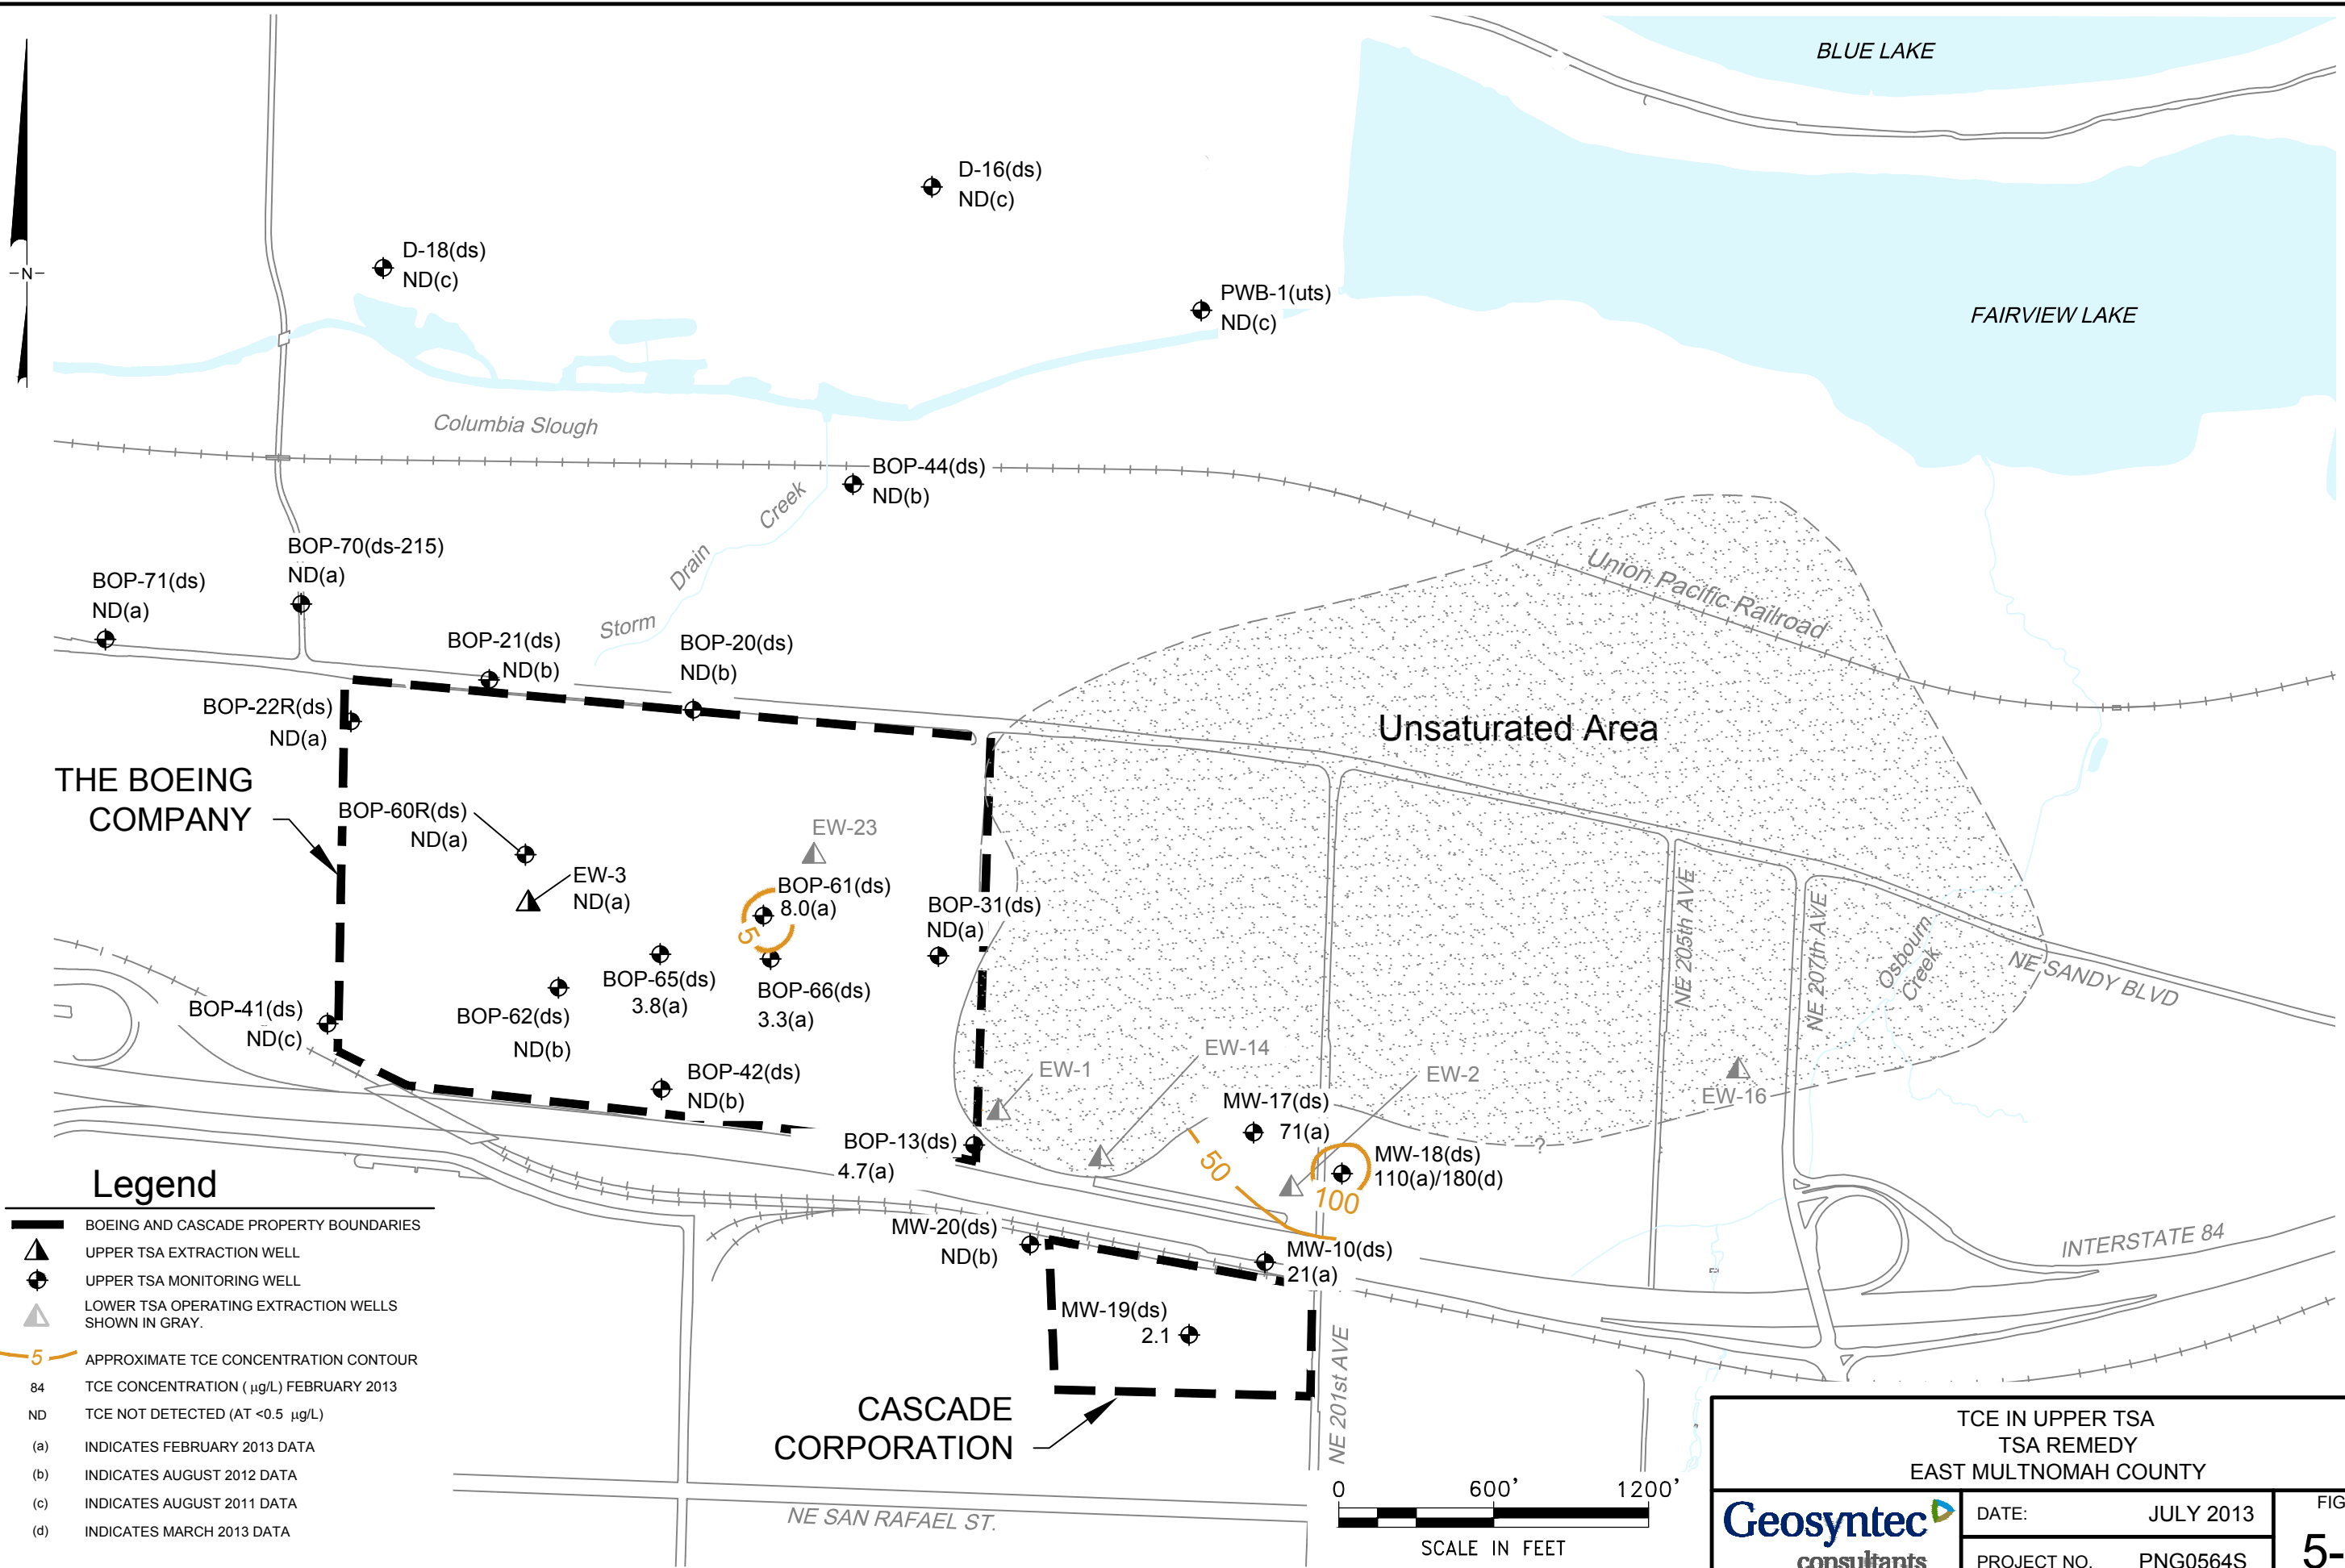 BLUE LAKE
D-16(ds)
ND(c)
D-18(ds)
ND(c)
-N-
PWB-1(uts)
ND(c)
FAIRVIEW LAKE
Columbia Slough
BOP-44(ds)
ND(b)
Storm Drain Creek
BOP-70(ds-215)
ND(a)
BOP-71(ds)
ND(a)
Union Pacific Railroad
BOP-21(ds)
ND(b)
BOP-20(ds)
ND(b)
BOP-22R(ds)
ND(a)
Unsaturated Area
THE BOEING
COMPANY
BOP-60R(ds)
ND(a)
EW-23
EW-3
ND(a)
BOP-61(ds)
8.0(a)
5
BOP-31(ds)
ND(a)
NE 205th AVE
NE 207th AVE
Osbourn
Creek
NE SANDY BLVD
BOP-65(ds)
3.8(a)
BOP-66(ds)
3.3(a)
BOP-41(ds)
ND(c)
BOP-62(ds)
ND(b)
BOP-42(ds)
ND(b)
EW-1
EW-14
EW-2
EW-16
MW-17(ds)
71(a)
BOP-13(ds)
4.7(a)
50
?
MW-18(ds)
110(a)/180(d)
100
MW-20(ds)
ND(b)
MW-10(ds)
21(a)
INTERSTATE 84
MW-19(ds)
2.1
NE 201st AVE
CASCADE
CORPORATION
NE SAN RAFAEL ST.
Legend
BOEING AND CASCADE PROPERTY BOUNDARIES
UPPER TSA EXTRACTION WELL
UPPER TSA MONITORING WELL
LOWER TSA OPERATING EXTRACTION WELLS
SHOWN IN GRAY.
5 APPROXIMATE TCE CONCENTRATION CONTOUR
84 TCE CONCENTRATION ( µg/L) FEBRUARY 2013
ND TCE NOT DETECTED (AT <0.5 µg/L)
(a) INDICATES FEBRUARY 2013 DATA
(b) INDICATES AUGUST 2012 DATA
(c) INDICATES AUGUST 2011 DATA
(d) INDICATES MARCH 2013 DATA
0 600' 1200'
SCALE IN FEET
TCE IN UPPER TSA
TSA REMEDY
EAST MULTNOMAH COUNTY
Geosyntec
consultants
DATE: JULY 2013
PROJECT NO. PNG0564S
FIG
5-